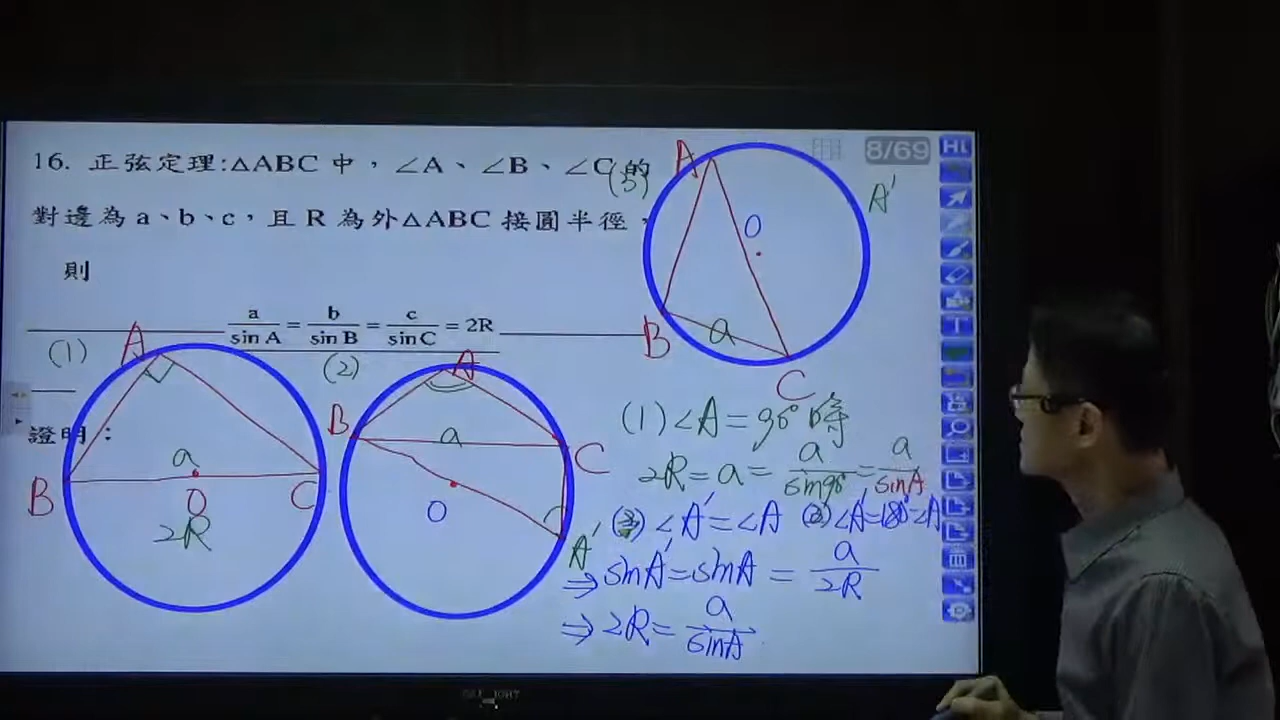 16. 正弦定理:△ABC 中，∠A、∠B、∠C 的
對邊為 a、b、c，且 R 為外△ABC 接圓半徑，
則
a/sin A = b/sin B = c/sin C = 2R
證明：
(1)
A
B
C
a
O
2R
(2)
A
B
C
a
O
A'
(3)
A
B
C
a
O
A'
8/69
(1) ∠A = 90° 時
2R = a = a/sin90° = a/sinA
∠A' = ∠A
∠A' = 180° - ∠A
⇒ sinA' = sinA = a/2R
⇒ 2R = a/sinA